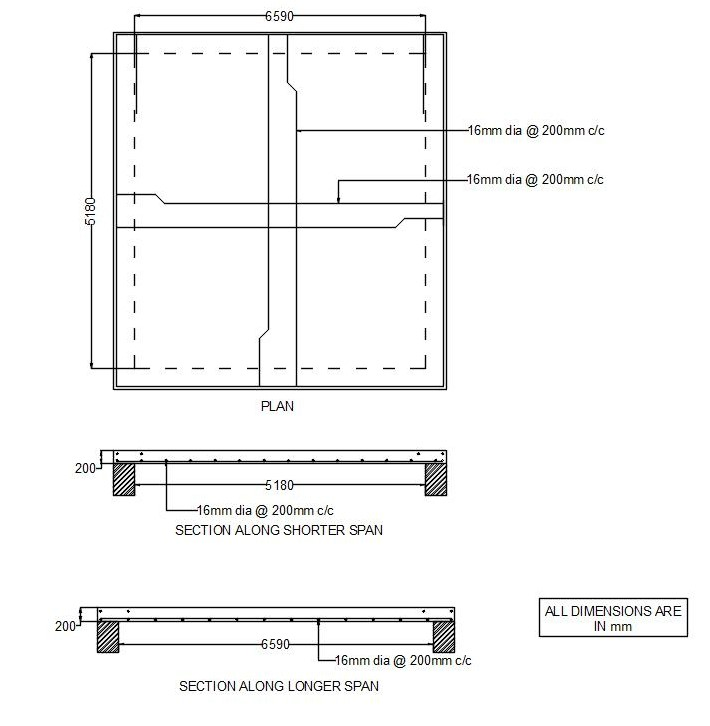 6590
16mm dia @ 200mm c/c
16mm dia @ 200mm c/c
5180
PLAN
200
5180
16mm dia @ 200mm c/c
SECTION ALONG SHORTER SPAN
ALL DIMENSIONS ARE
IN mm
200
6590
16mm dia @ 200mm c/c
SECTION ALONG LONGER SPAN